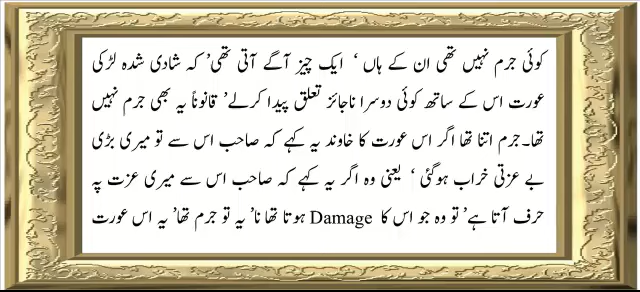 کوئی جرم نہیں تھی ان کے ہاں ‘ ایک چیز آگے آتی تھی’ کہ شادی شدہ لڑکی
عورت اس کے ساتھ کوئی دوسرا ناجائز تعلق پیدا کرلے’ قانوناً یہ بھی جرم نہیں
تھا۔جرم اتنا تھا اگر اس عورت کا خاوند یہ کہے کہ صاحب اس سے تو میری بڑی
بے عزتی خراب ہوگئی ‘ یعنی وہ اگر یہ کہے کہ صاحب اس سے میری عزت پہ
حرف آتا ہے’ تو وہ جو اس کا Damage ہوتا تھا نا’ یہ تو جرم تھا’ یہ اس عورت